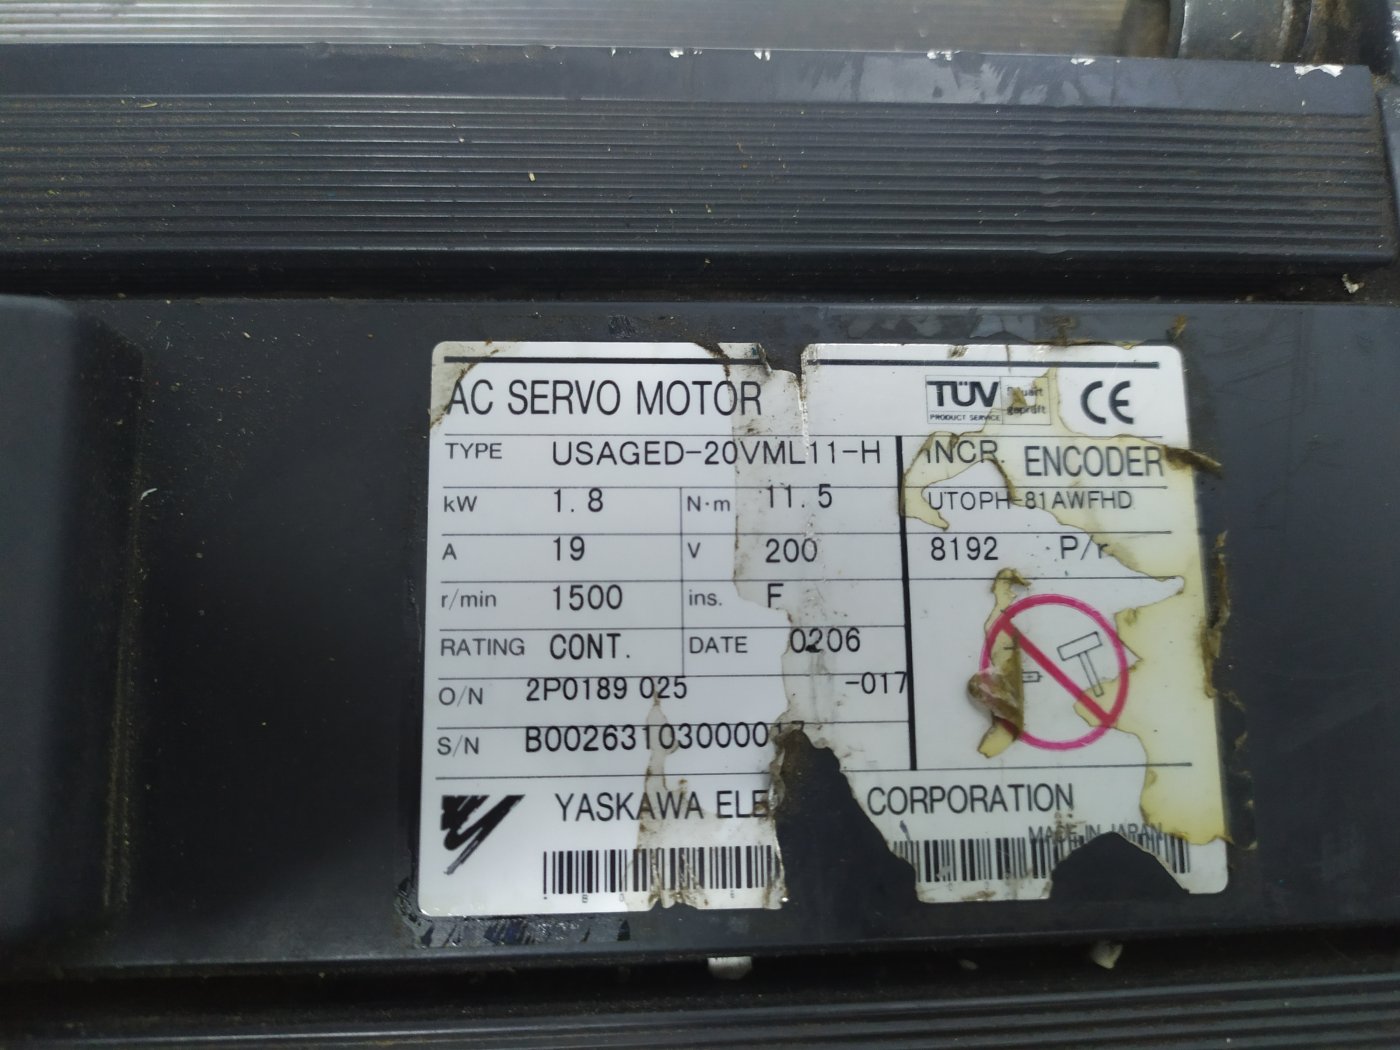 AC SERVO MOTOR
TÜV
PRODUCT SERVICE
geprüft
CE
TYPE USAGED-20VML11-H
INCR. ENCODER
kW 1.8 N·m 11.5
UTOPH-81AWFHD
A 19 V 200
8192 P/r
r/min 1500 ins. F
RATING CONT. DATE 0206
O/N 2P0189 025 -017
S/N
YASKAWA CORPORATION
MADE IN JAPAN